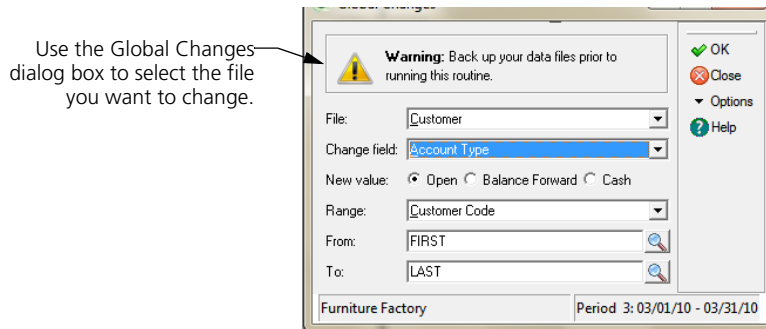 Use the Global Changes
dialog box to select the file
you want to change.
Global Changes
Warning: Back up your data files prior to
running this routine.
OK
Close
Options
Help
File: Customer
Change field: Account Type
New value: Open Balance Forward Cash
Range: Customer Code
From: FIRST
To: LAST
Furniture Factory Period 3: 03/01/10 - 03/31/10